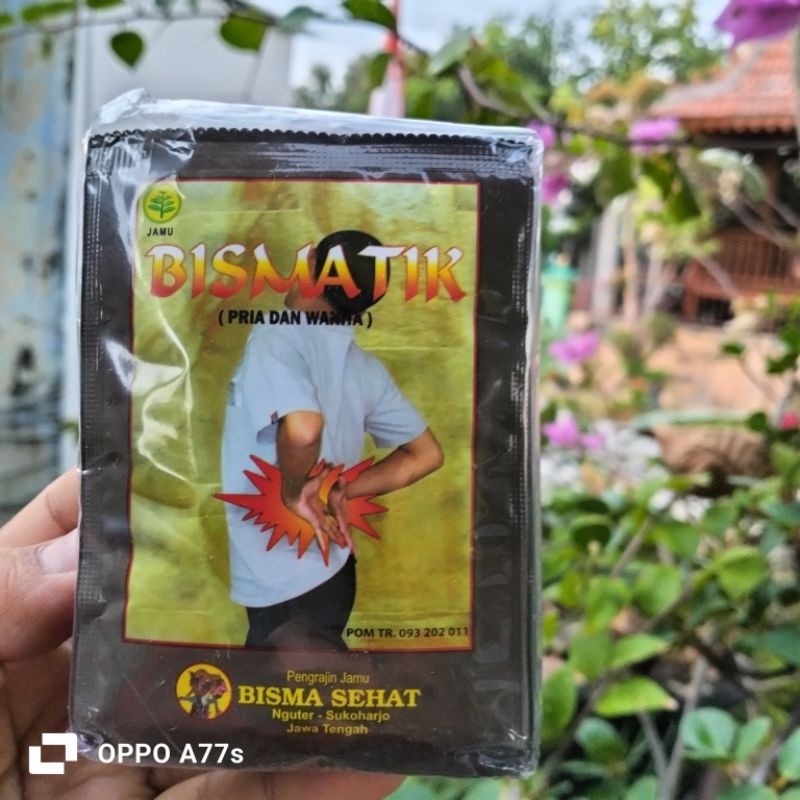 JAMU
BISMATIK
( PRIA DAN WANITA )
POM TR. 093 202 011
Pengrajin Jamu
BISMA SEHAT
Nguter - Sukoharjo
Jawa Tengah
OPPO A77s